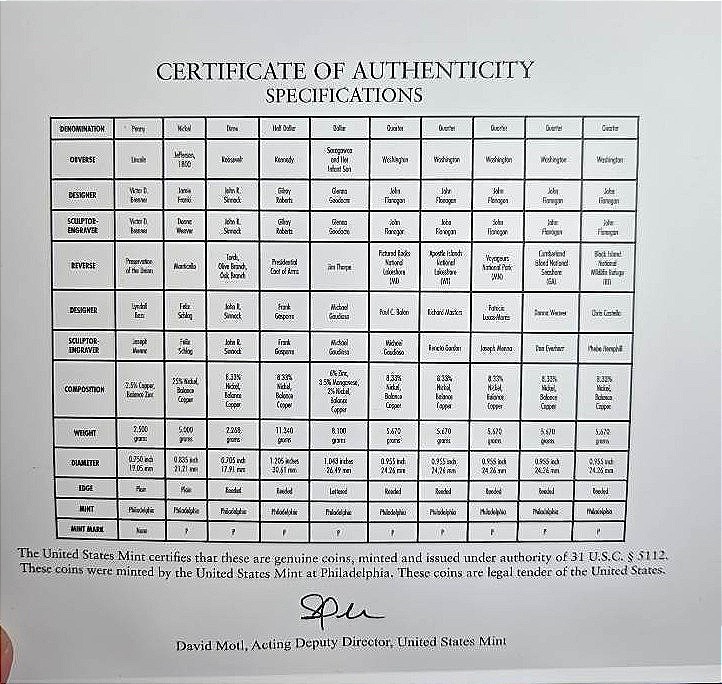 CERTIFICATE OF AUTHENTICITY
SPECIFICATIONS
DENOMINATION Penny Nickel Dime Half Dollar Dollar Quarter Quarter Quarter Quarter Quarter
OBVERSE Lincoln Jefferson, 1800 Roosevelt Kennedy Sacagawea and Her Infant Son Washington Washington Washington Washington Washington
DESIGNER Victor D. Brenner Jamie Franki John R. Sinnock Gilroy Roberts Glenna Goodacre John Flanagan John Flanagan John Flanagan John Flanagan John Flanagan
SCULPTOR-ENGRAVER Victor D. Brenner Donna Weaver John R. Sinnock Gilroy Roberts Glenna Goodacre John Flanagan John Flanagan John Flanagan John Flanagan John Flanagan
REVERSE Preservation of the Union Monticello Torch, Olive Branch, Oak Branch Presidential Coat of Arms Jim Thorpe Pictured Rocks National Lakeshore (MI) Apostle Islands National Lakeshore (WI) Voyageurs National Park (MN) Cumberland Island National Seashore (GA) Block Island National Wildlife Refuge (RI)
DESIGNER Lyndall Bass Felix Schlag John R. Sinnock Frank Gasparro Michael Gaudioso Paul C. Balan Richard Masters Patricia Lucas-Morris Donna Weaver Chris Costello
SCULPTOR-ENGRAVER Joseph Menna Felix Schlag John R. Sinnock Frank Gasparro Michael Gaudioso Michael Gaudioso Renata Gordon Joseph Menna Don Everhart Phebe Hemphill
COMPOSITION 2.5% Copper, Balance Zinc 25% Nickel, Balance Copper 8.33% Nickel, Balance Copper 8.33% Nickel, Balance Copper 6% Zinc, 3.5% Manganese, 2% Nickel, Balance Copper 8.33% Nickel, Balance Copper 8.33% Nickel, Balance Copper 8.33% Nickel, Balance Copper 8.33% Nickel, Balance Copper 8.33% Nickel, Balance Copper
WEIGHT 2.500 grams 5.000 grams 2.268 grams 11.340 grams 8.100 grams 5.670 grams 5.670 grams 5.670 grams 5.670 grams 5.670 grams
DIAMETER 0.750 inch 19.05 mm 0.835 inch 21.21 mm 0.705 inch 17.91 mm 1.205 inches 30.61 mm 1.043 inches 26.49 mm 0.955 inch 24.26 mm 0.955 inch 24.26 mm 0.955 inch 24.26 mm 0.955 inch 24.26 mm 0.955 inch 24.26 mm
EDGE Plain Plain Reeded Reeded Lettered Reeded Reeded Reeded Reeded Reeded
MINT Philadelphia Philadelphia Philadelphia Philadelphia Philadelphia Philadelphia Philadelphia Philadelphia Philadelphia Philadelphia
MINT MARK None P P P P P P P P P
The United States Mint certifies that these are genuine coins, minted and issued under authority of 31 U.S.C. § 5112.
These coins were minted by the United States Mint at Philadelphia. These coins are legal tender of the United States.
David Motl, Acting Deputy Director, United States Mint